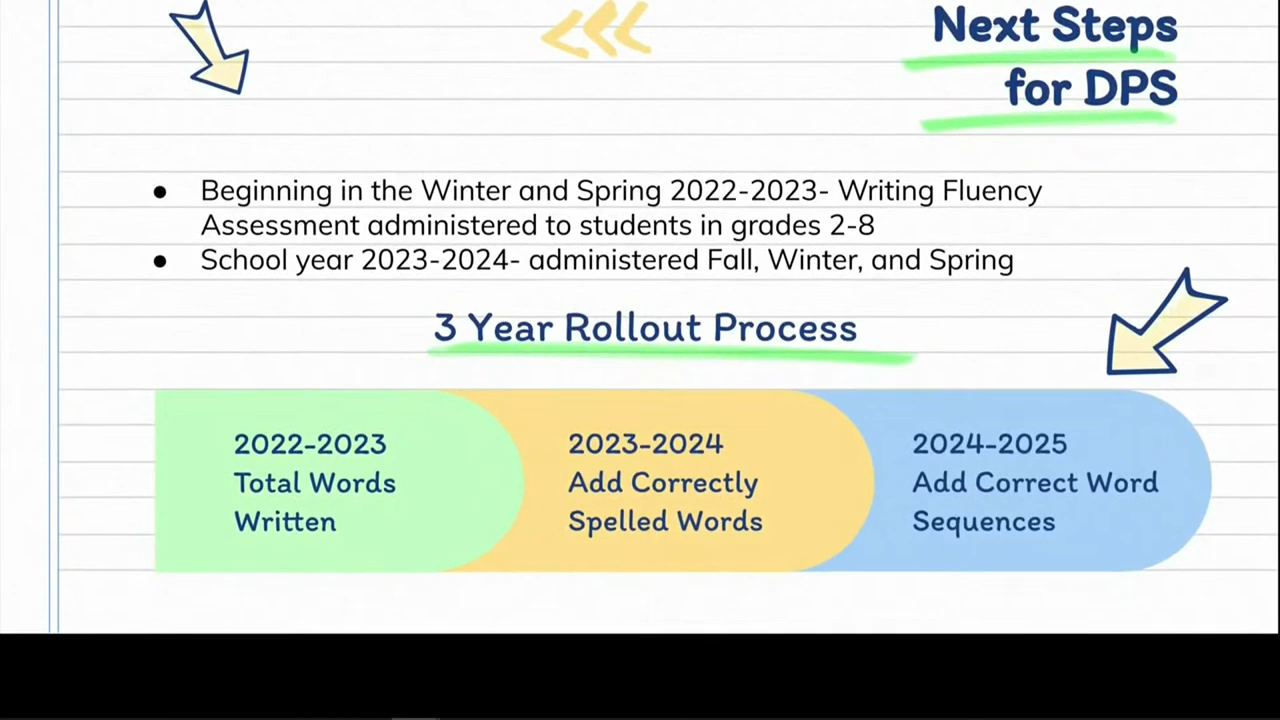 Next Steps
for DPS
● Beginning in the Winter and Spring 2022-2023- Writing Fluency
Assessment administered to students in grades 2-8
● School year 2023-2024- administered Fall, Winter, and Spring
3 Year Rollout Process
2022-2023
Total Words
Written
2023-2024
Add Correctly
Spelled Words
2024-2025
Add Correct Word
Sequences